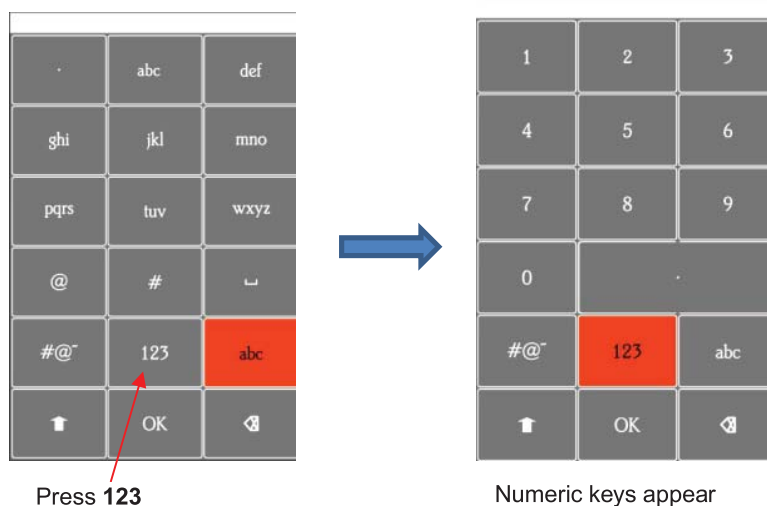 . abc def
ghi jkl mno
pqrs tuv wxyz
@ # ⎵
#@~ 123 abc
OK
Press 123
1 2 3
4 5 6
7 8 9
0 .
#@~ 123 abc
OK
Numeric keys appear